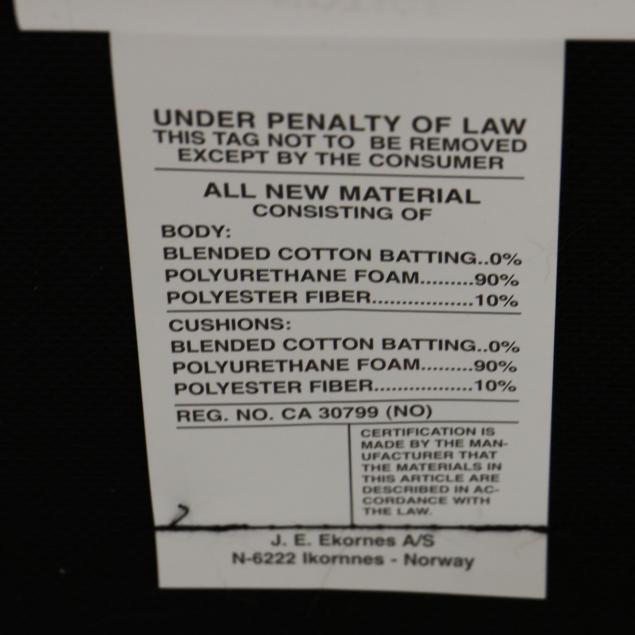 UNDER PENALTY OF LAW
THIS TAG NOT TO BE REMOVED
EXCEPT BY THE CONSUMER
ALL NEW MATERIAL
CONSISTING OF
BODY:
BLENDED COTTON BATTING..0%
POLYURETHANE FOAM.........90%
POLYESTER FIBER.................10%
CUSHIONS:
BLENDED COTTON BATTING..0%
POLYURETHANE FOAM.........90%
POLYESTER FIBER.................10%
REG. NO. CA 30799 (NO)
CERTIFICATION IS
MADE BY THE MAN-
UFACTURER THAT
THE MATERIALS IN
THIS ARTICLE ARE
DESCRIBED IN AC-
CORDANCE WITH
THE LAW.
J. E. Ekornes A/S
N-6222 Ikornnes - Norway